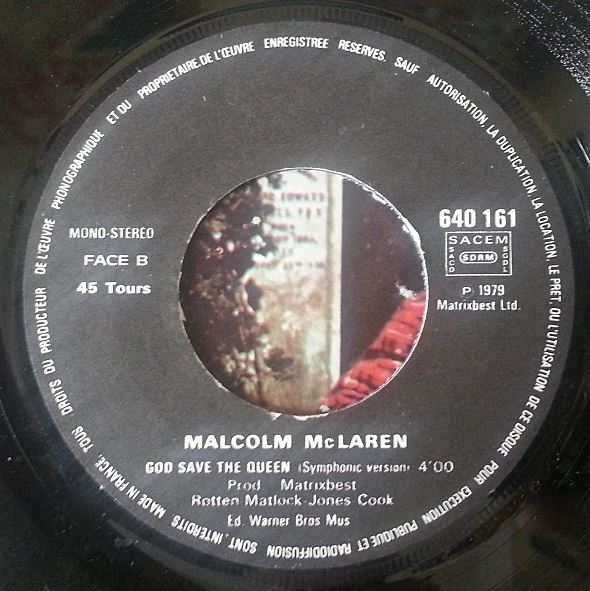 TOUS DROITS DU PRODUCTEUR DE L'ŒUVRE PHONOGRAPHIQUE ET DU PROPRIETAIRE.DE L'ŒUVRE ENREGISTREE RESERVES. SAUF AUTORISATION, LA DUPLICATION, LA LOCATION, LE PRET, OU L'UTILISATION DE CE DISQUE POUR EXECUTION PUBLIQUE ET RADIODIFFUSION SONT, INTERDITS MADE IN FRANCE.
MONO-STEREO
FACE B
45 Tours
640 161
SACEM
SACD
SDRM
SGDL
P. 1979
Matrixbest Ltd.
MALCOLM McLAREN
GOD SAVE THE QUEEN (Symphonic version) 4'00
Prod Matrixbest
Rotten Matlock-Jones Cook
Ed. Warner Bros Mus